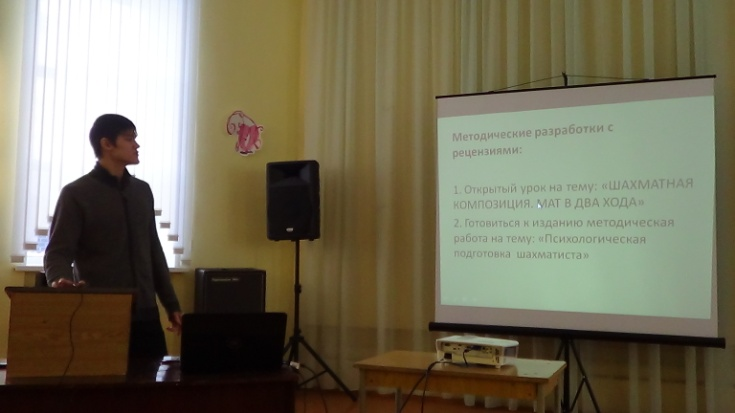 Методические разработки с
рецензиями:
1. Открытый урок на тему: «ШАХМАТНАЯ
КОМПОЗИЦИЯ. МАТ В ДВА ХОДА»
2. Готовиться к изданию методическая
работа на тему: «Психологическая
подготовка шахматиста»